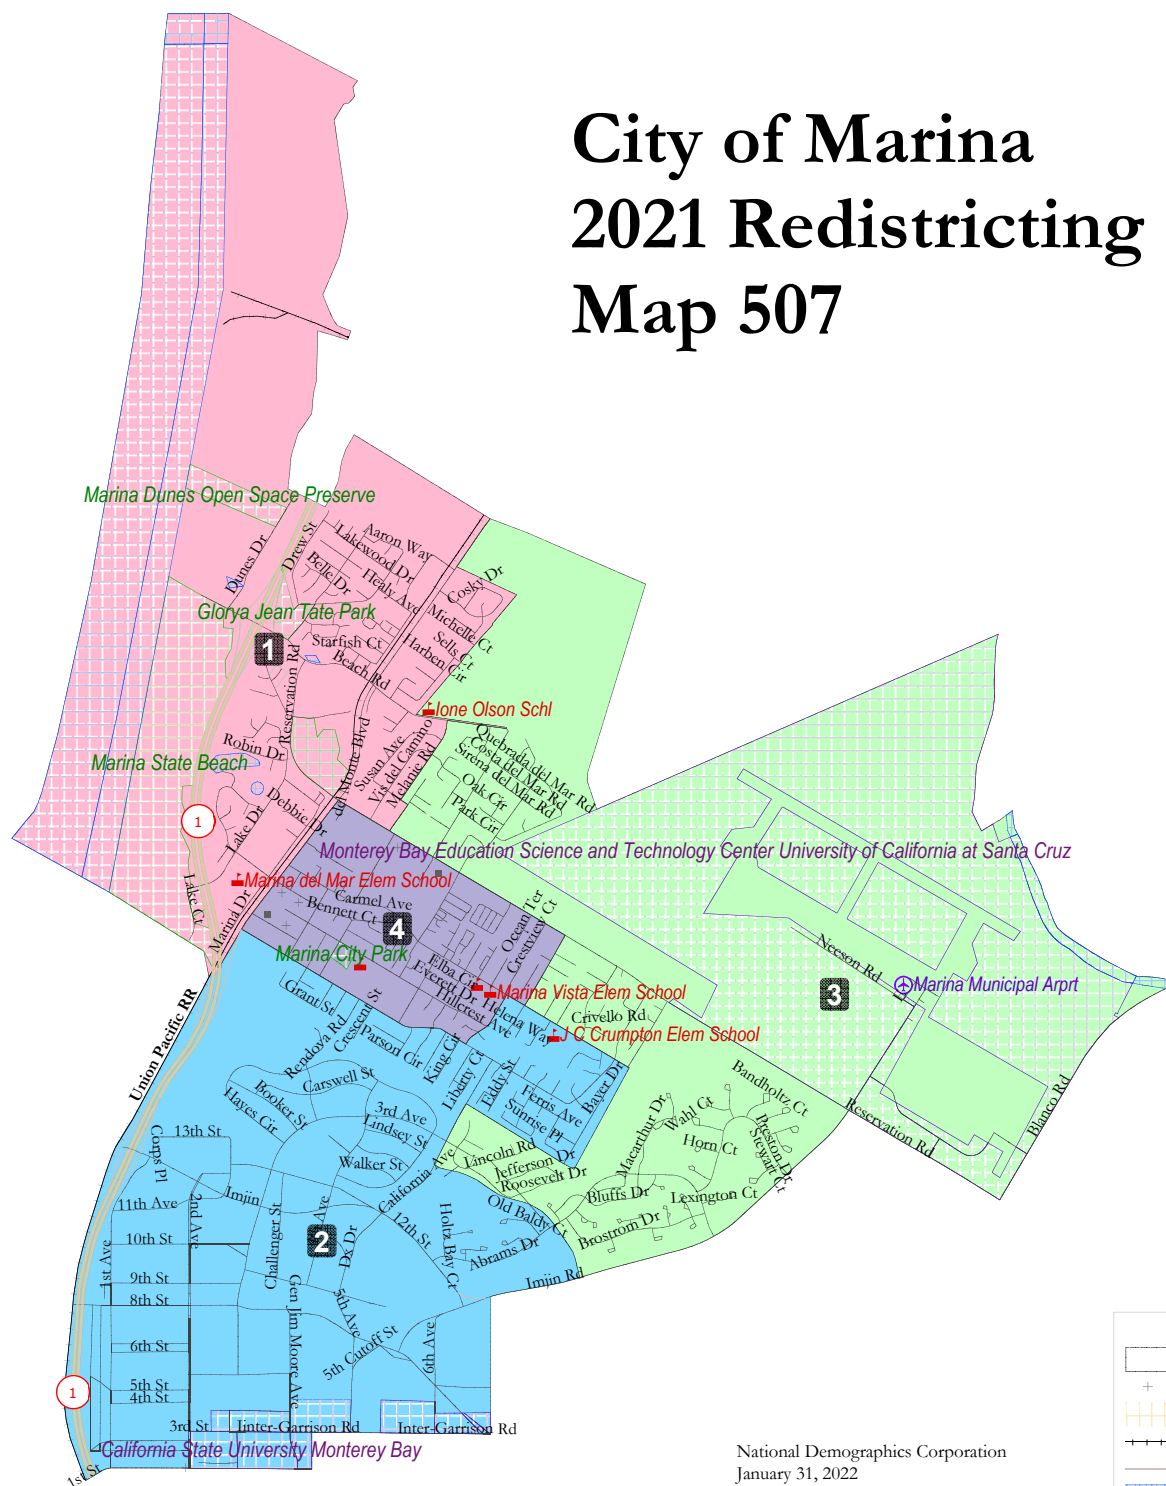 City of Marina
2021 Redistricting
Map 507
Marina Dunes Open Space Preserve
Drew St
Aaron Way
Lakewood Dr
Dunes Dr
Belle Dr
Healy Ave
Cosky Dr
Glorya Jean Tate Park
Michelle Ct
Sells Ct
Harben Cir
Starfish Ct
1
Beach Rd
Reservation Rd
Ione Olson Schl
Robin Dr
del Monte Blvd
Susan Ave
Vis del Camino
Melanie Rd
Quebrada del Mar Rd
Costa del Mar Rd
Sirena del Mar Rd
Marina State Beach
Oak Cir
Park Cir
Debbie Dr
Lake Dr
1
Monterey Bay Education Science and Technology Center University of California at Santa Cruz
Marina del Mar Elem School
Lake Ct
Marina Dr
Carmel Ave
Bennett Ct
4
Ocean Ter
Crestview Ct
Marina City Park
Neeson Rd
Elba Cir
Everett Dr
Hillcrest Ave
Marina Vista Elem School
3
Marina Municipal Arprt
Grant St
Crescent St
Rendova Rd
Parson Cir
King Cir
Helena Way
Crivello Rd
J C Crumpton Elem School
Union Pacific RR
Carswell St
Booker St
Hayes Cir
Liberty Ct
Eddy St
Ferris Ave
Sunrise Pl
Bayer Dr
Bandholtz Ct
Reservation Rd
Blanco Rd
3rd Ave
Lindsey St
Macarthur Dr
Wahl Ct
Horn Ct
Preston Dr
Stewart Ct
13th St
Corps Pl
Walker St
California Ave
Lincoln Rd
Jefferson Dr
Roosevelt Dr
Bluffs Dr
Lexington Ct
Imjin
11th Ave
2nd Ave
Ave
12th St
Holtz Bay Ct
Old Baldy Ct
Brostrom Dr
10th St
Challenger St
2
Dx Dr
Abrams Dr
Imjin Rd
1st Ave
9th St
8th St
Gen Jim Moore Ave
5th Ave
5th Cutoff St
6th Ave
6th St
5th St
4th St
1
3rd St
Iinter-Garrison Rd
Inter-Garrison Rd
California State University Monterey Bay
1st St
National Demographics Corporation
January 31, 2022